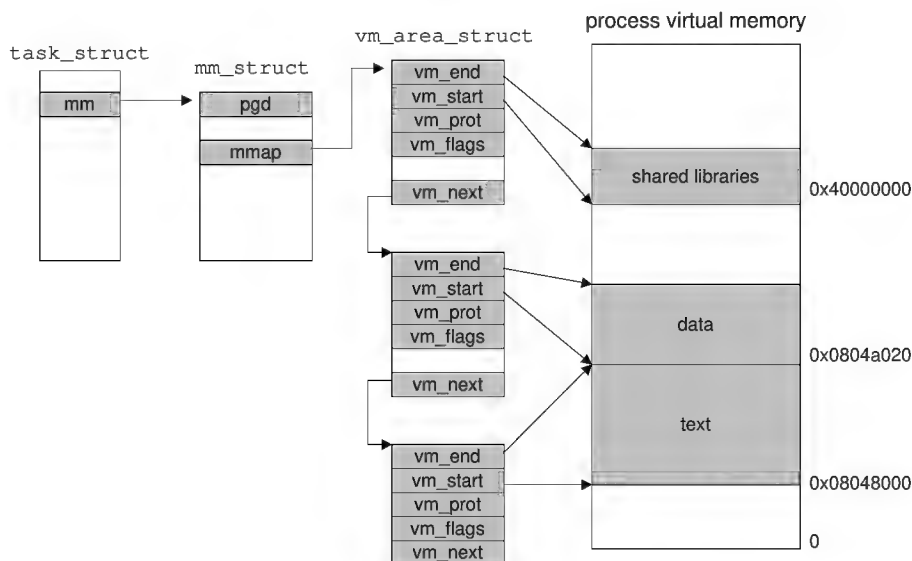 task_struct
mm
mm_struct
pgd
mmap
vm_area_struct
vm_end
vm_start
vm_prot
vm_flags
vm_next
vm_end
vm_start
vm_prot
vm_flags
vm_next
vm_end
vm_start
vm_prot
vm_flags
vm_next
process virtual memory
shared libraries
0x40000000
data
0x0804a020
text
0x08048000
0